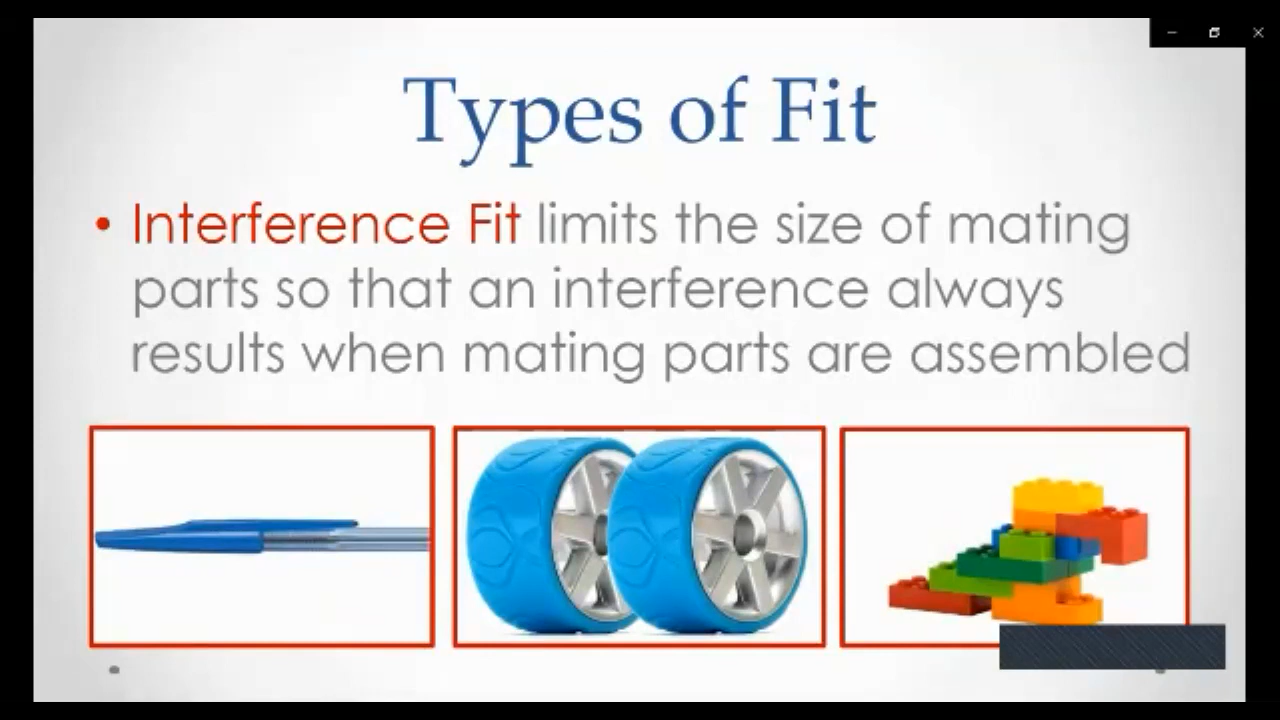 Types of Fit
• Interference Fit limits the size of mating
parts so that an interference always
results when mating parts are assembled